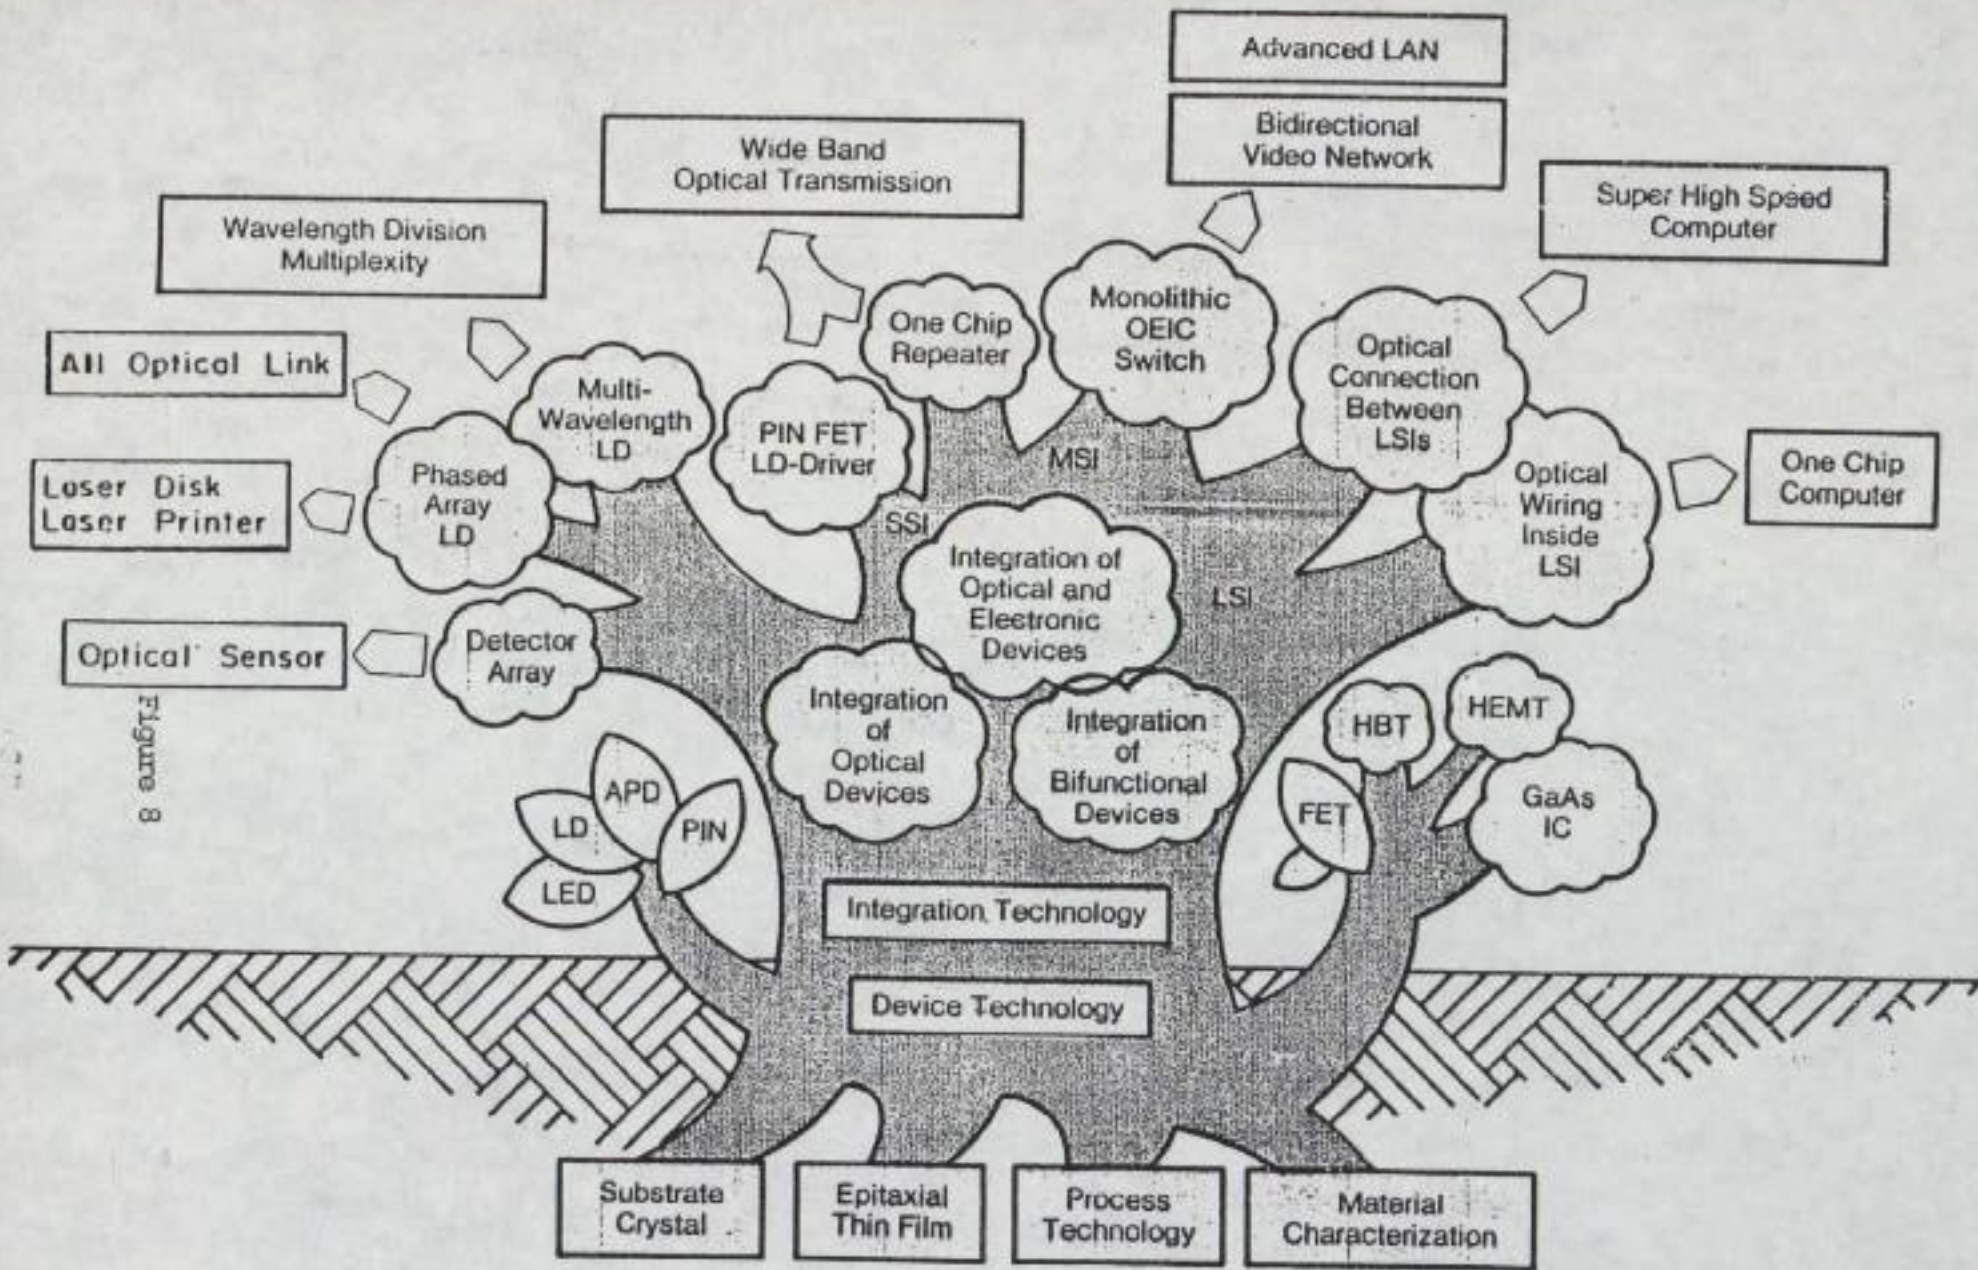 Advanced LAN
Bidirectional
Video Network
Wide Band
Optical Transmission
Super High Speed
Computer
Wavelength Division
Multiplexity
All Optical Link
Laser Disk
Laser Printer
Optical Sensor
One Chip
Computer
One Chip
Repeater
Monolithic
OEIC
Switch
Optical
Connection
Between
LSIs
Optical
Wiring
Inside
LSI
Multi-
Wavelength
LD
PIN FET
LD-Driver
Phased
Array
LD
Detector
Array
SSI
MSI
LSI
Integration of
Optical and
Electronic
Devices
Integration
of
Optical
Devices
Integration
of
Bifunctional
Devices
HBT
HEMT
FET
GaAs
IC
APD
LD
PIN
LED
Integration Technology
Device Technology
Substrate
Crystal
Epitaxial
Thin Film
Process
Technology
Material
Characterization
Figure 8